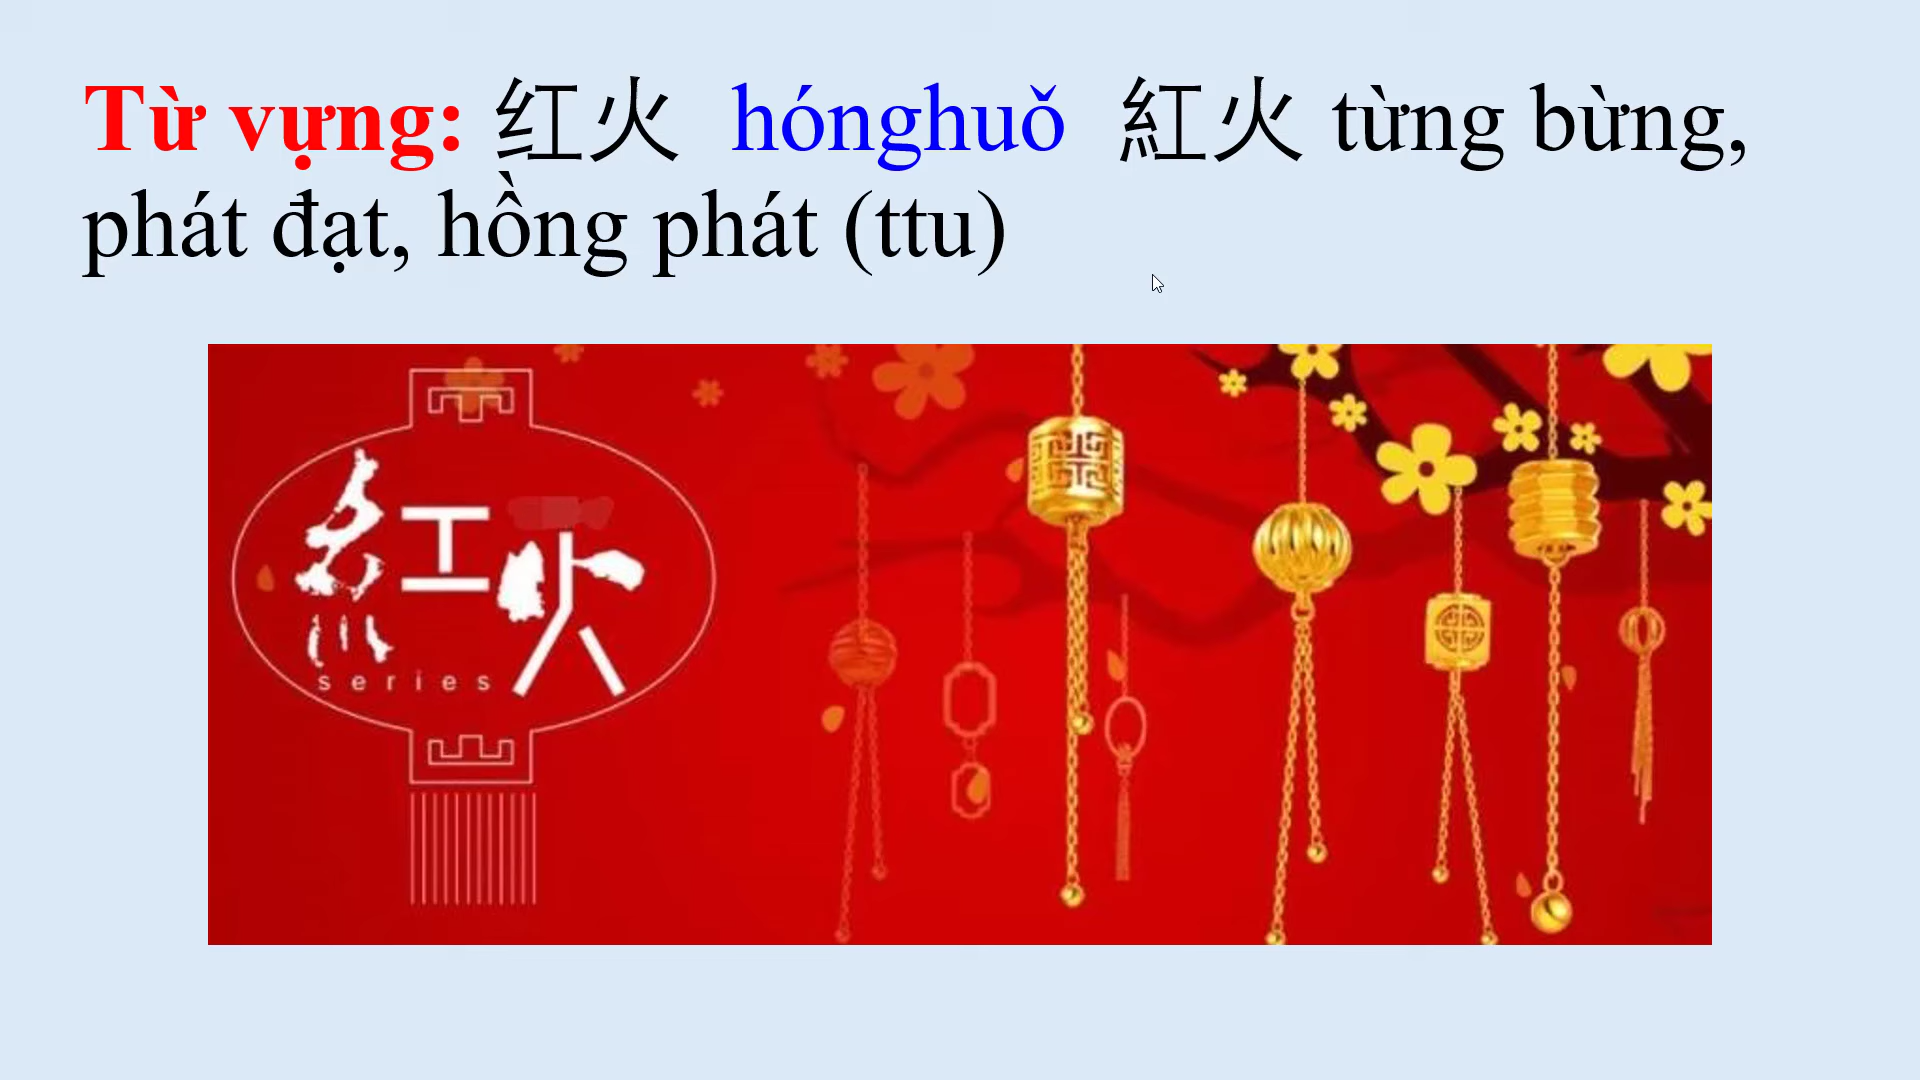 Từ vựng: 红火 hónghuǒ 紅火 từng bừng,
phát đạt, hồng phát (ttu)
紅火
series